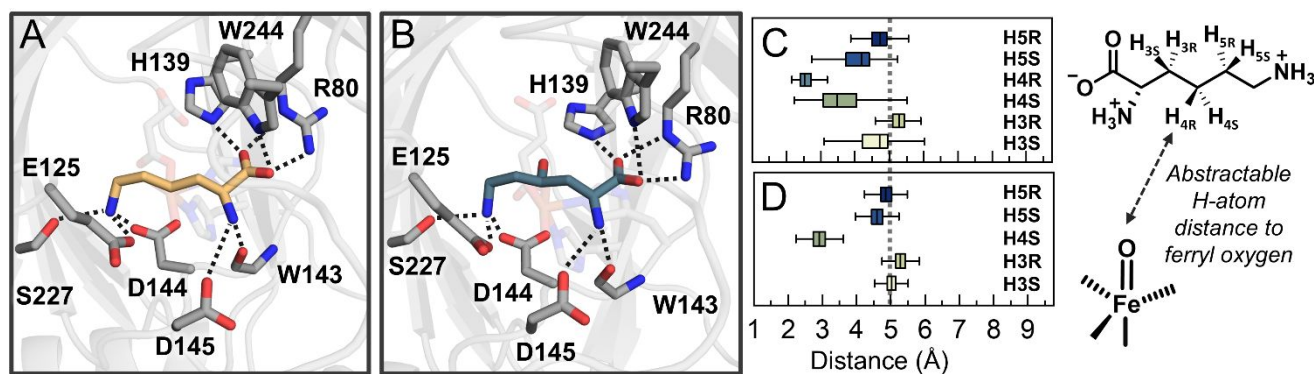 A
W244
H139
R80
E125
S227
D144
W143
D145
B
W244
H139
R80
E125
S227
D144
W143
D145
C
H5R
H5S
H4R
H4S
H3R
H3S
D
H5R
H5S
H4S
H3R
H3S
1 2 3 4 5 6 7 8 9
Distance (Å)
H3S H3R H5R H5S
O
⁻O
H3N⁺
NH3⁺
H4R H4S
Abstractable
H-atom
distance to
ferryl oxygen
O
Fe